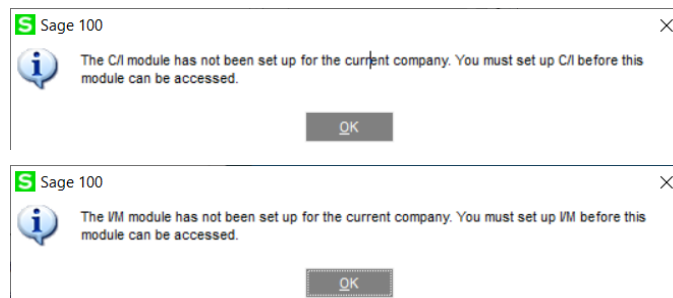 S Sage 100
The C/I module has not been set up for the current company. You must set up C/I before this
module can be accessed.
OK
S Sage 100
The I/M module has not been set up for the current company. You must set up I/M before this
module can be accessed.
OK